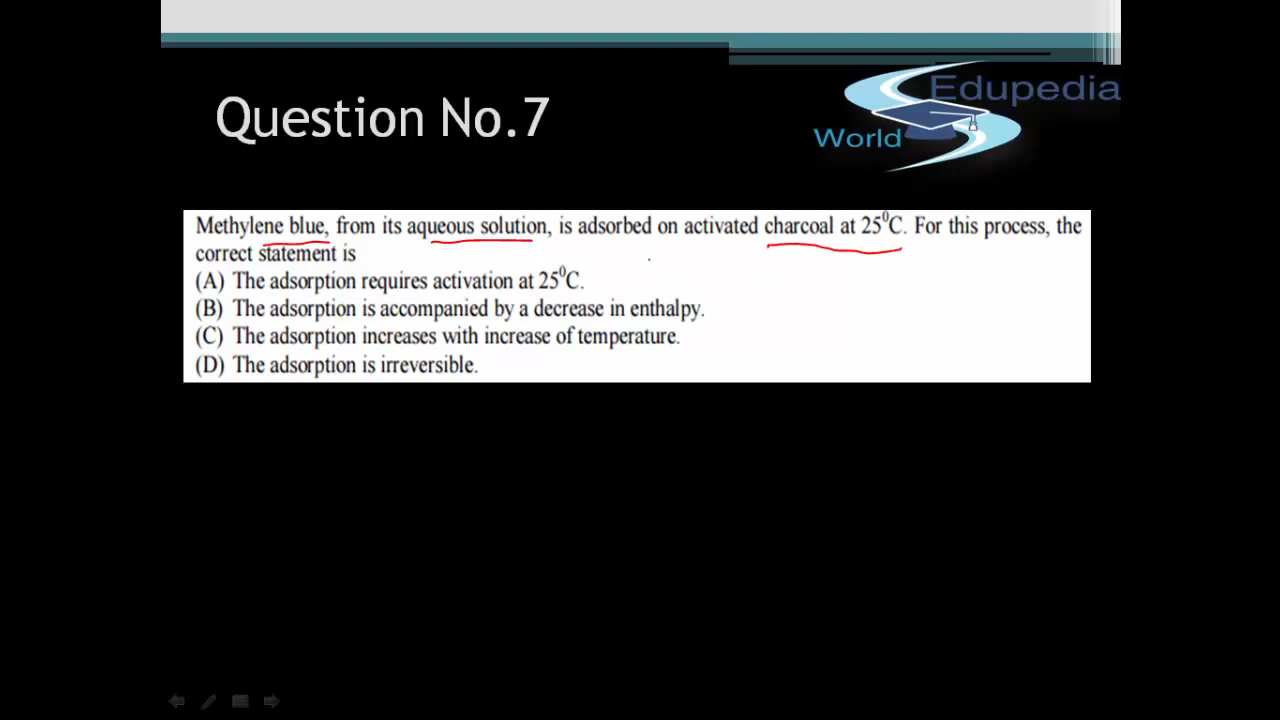 Question No.7
Edupedia
World
Methylene blue, from its aqueous solution, is adsorbed on activated charcoal at 25⁰C. For this process, the
correct statement is
(A) The adsorption requires activation at 25⁰C.
(B) The adsorption is accompanied by a decrease in enthalpy.
(C) The adsorption increases with increase of temperature.
(D) The adsorption is irreversible.